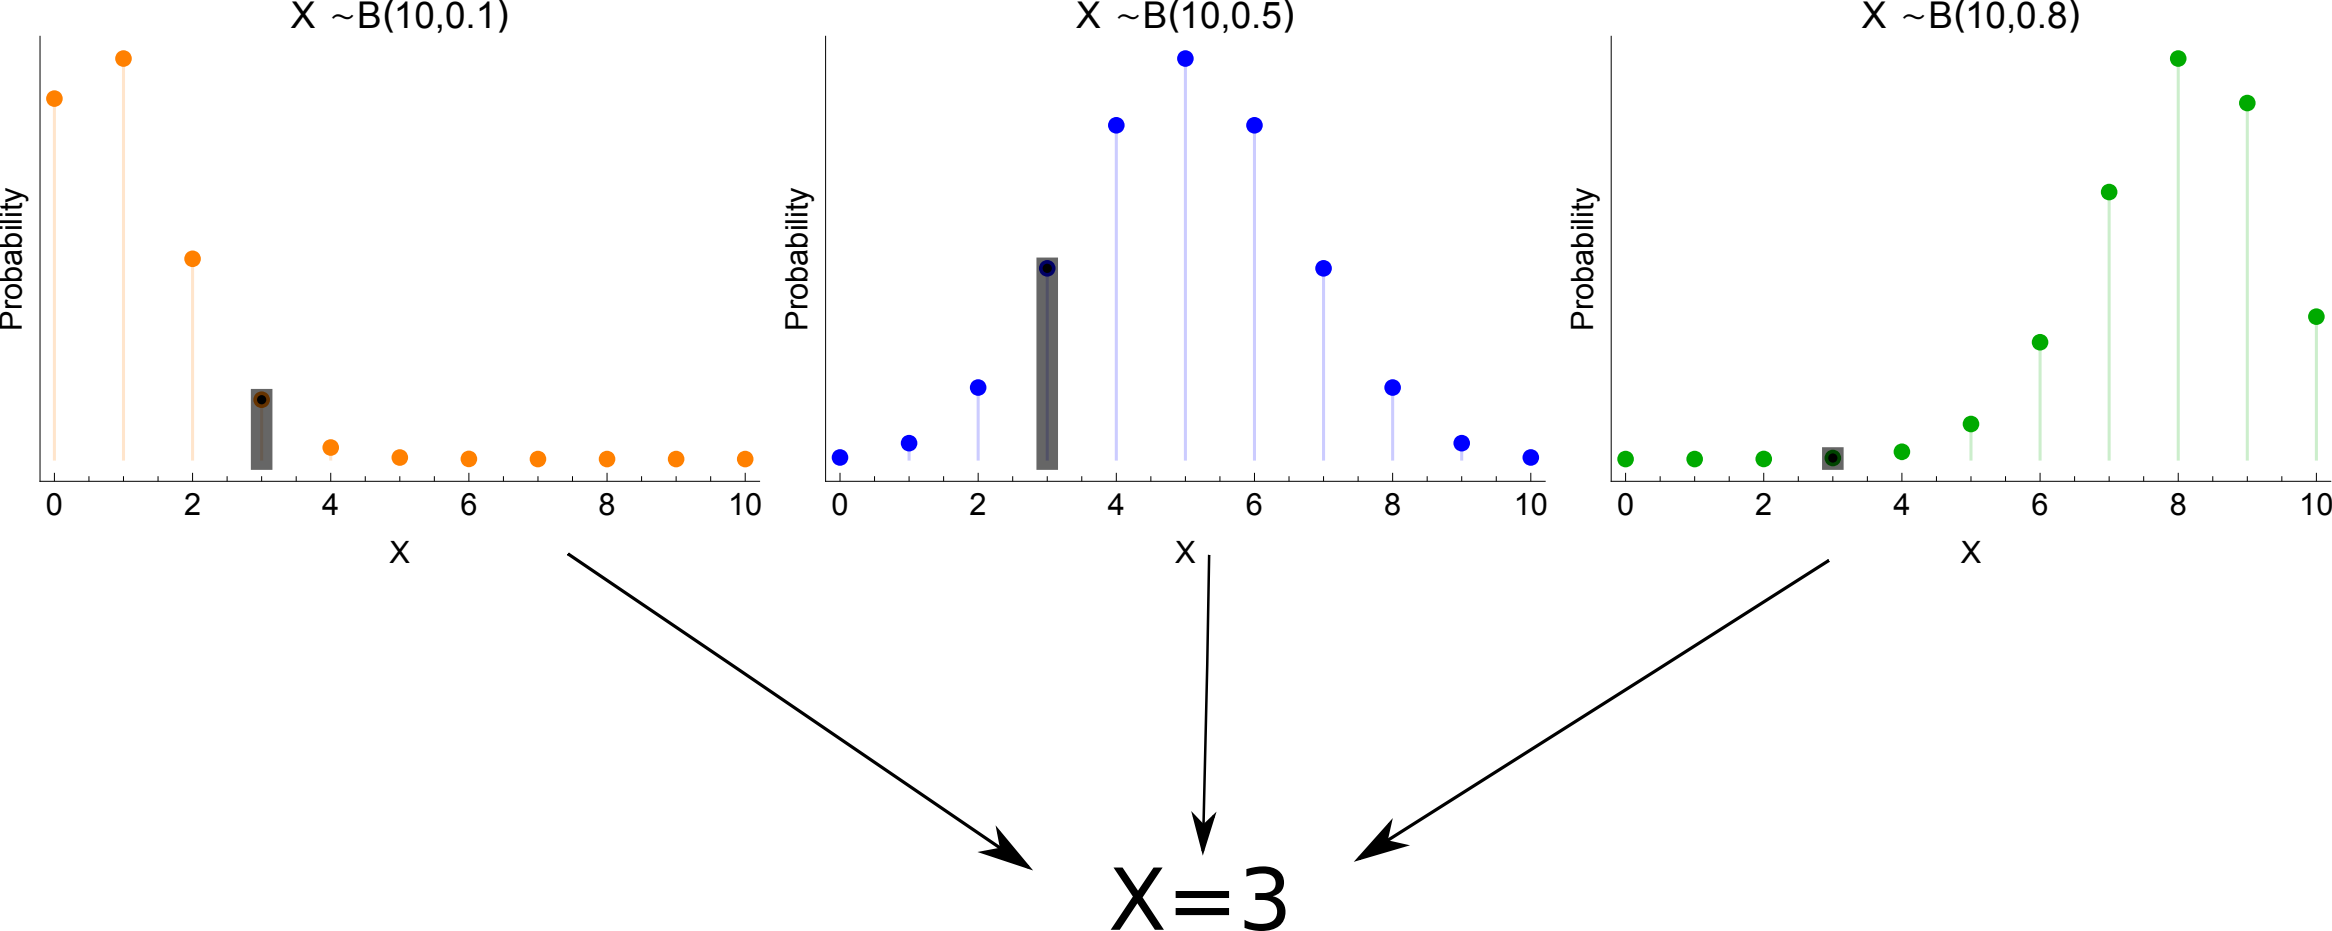 X ~B(10,0.1)
Probability
0 2 4 6 8 10
X
X ~B(10,0.5)
Probability
0 2 4 6 8 10
X
X ~B(10,0.8)
Probability
0 2 4 6 8 10
X
X=3